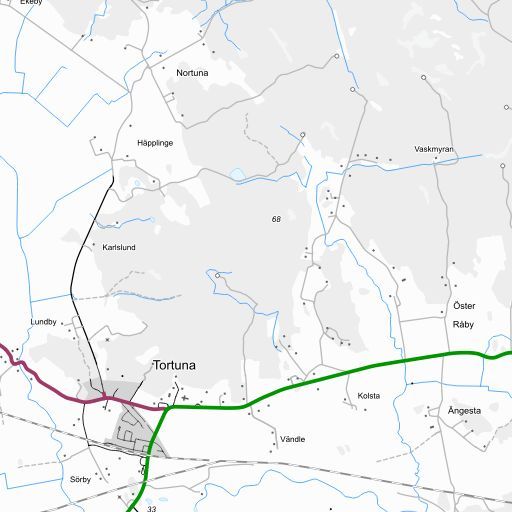 Ekeby
Nortuna
Häpplinge
Vaskmyran
68
Karlslund
Öster
Råby
Lundby
Tortuna
Kolsta
Ängesta
Vändle
Sörby
33